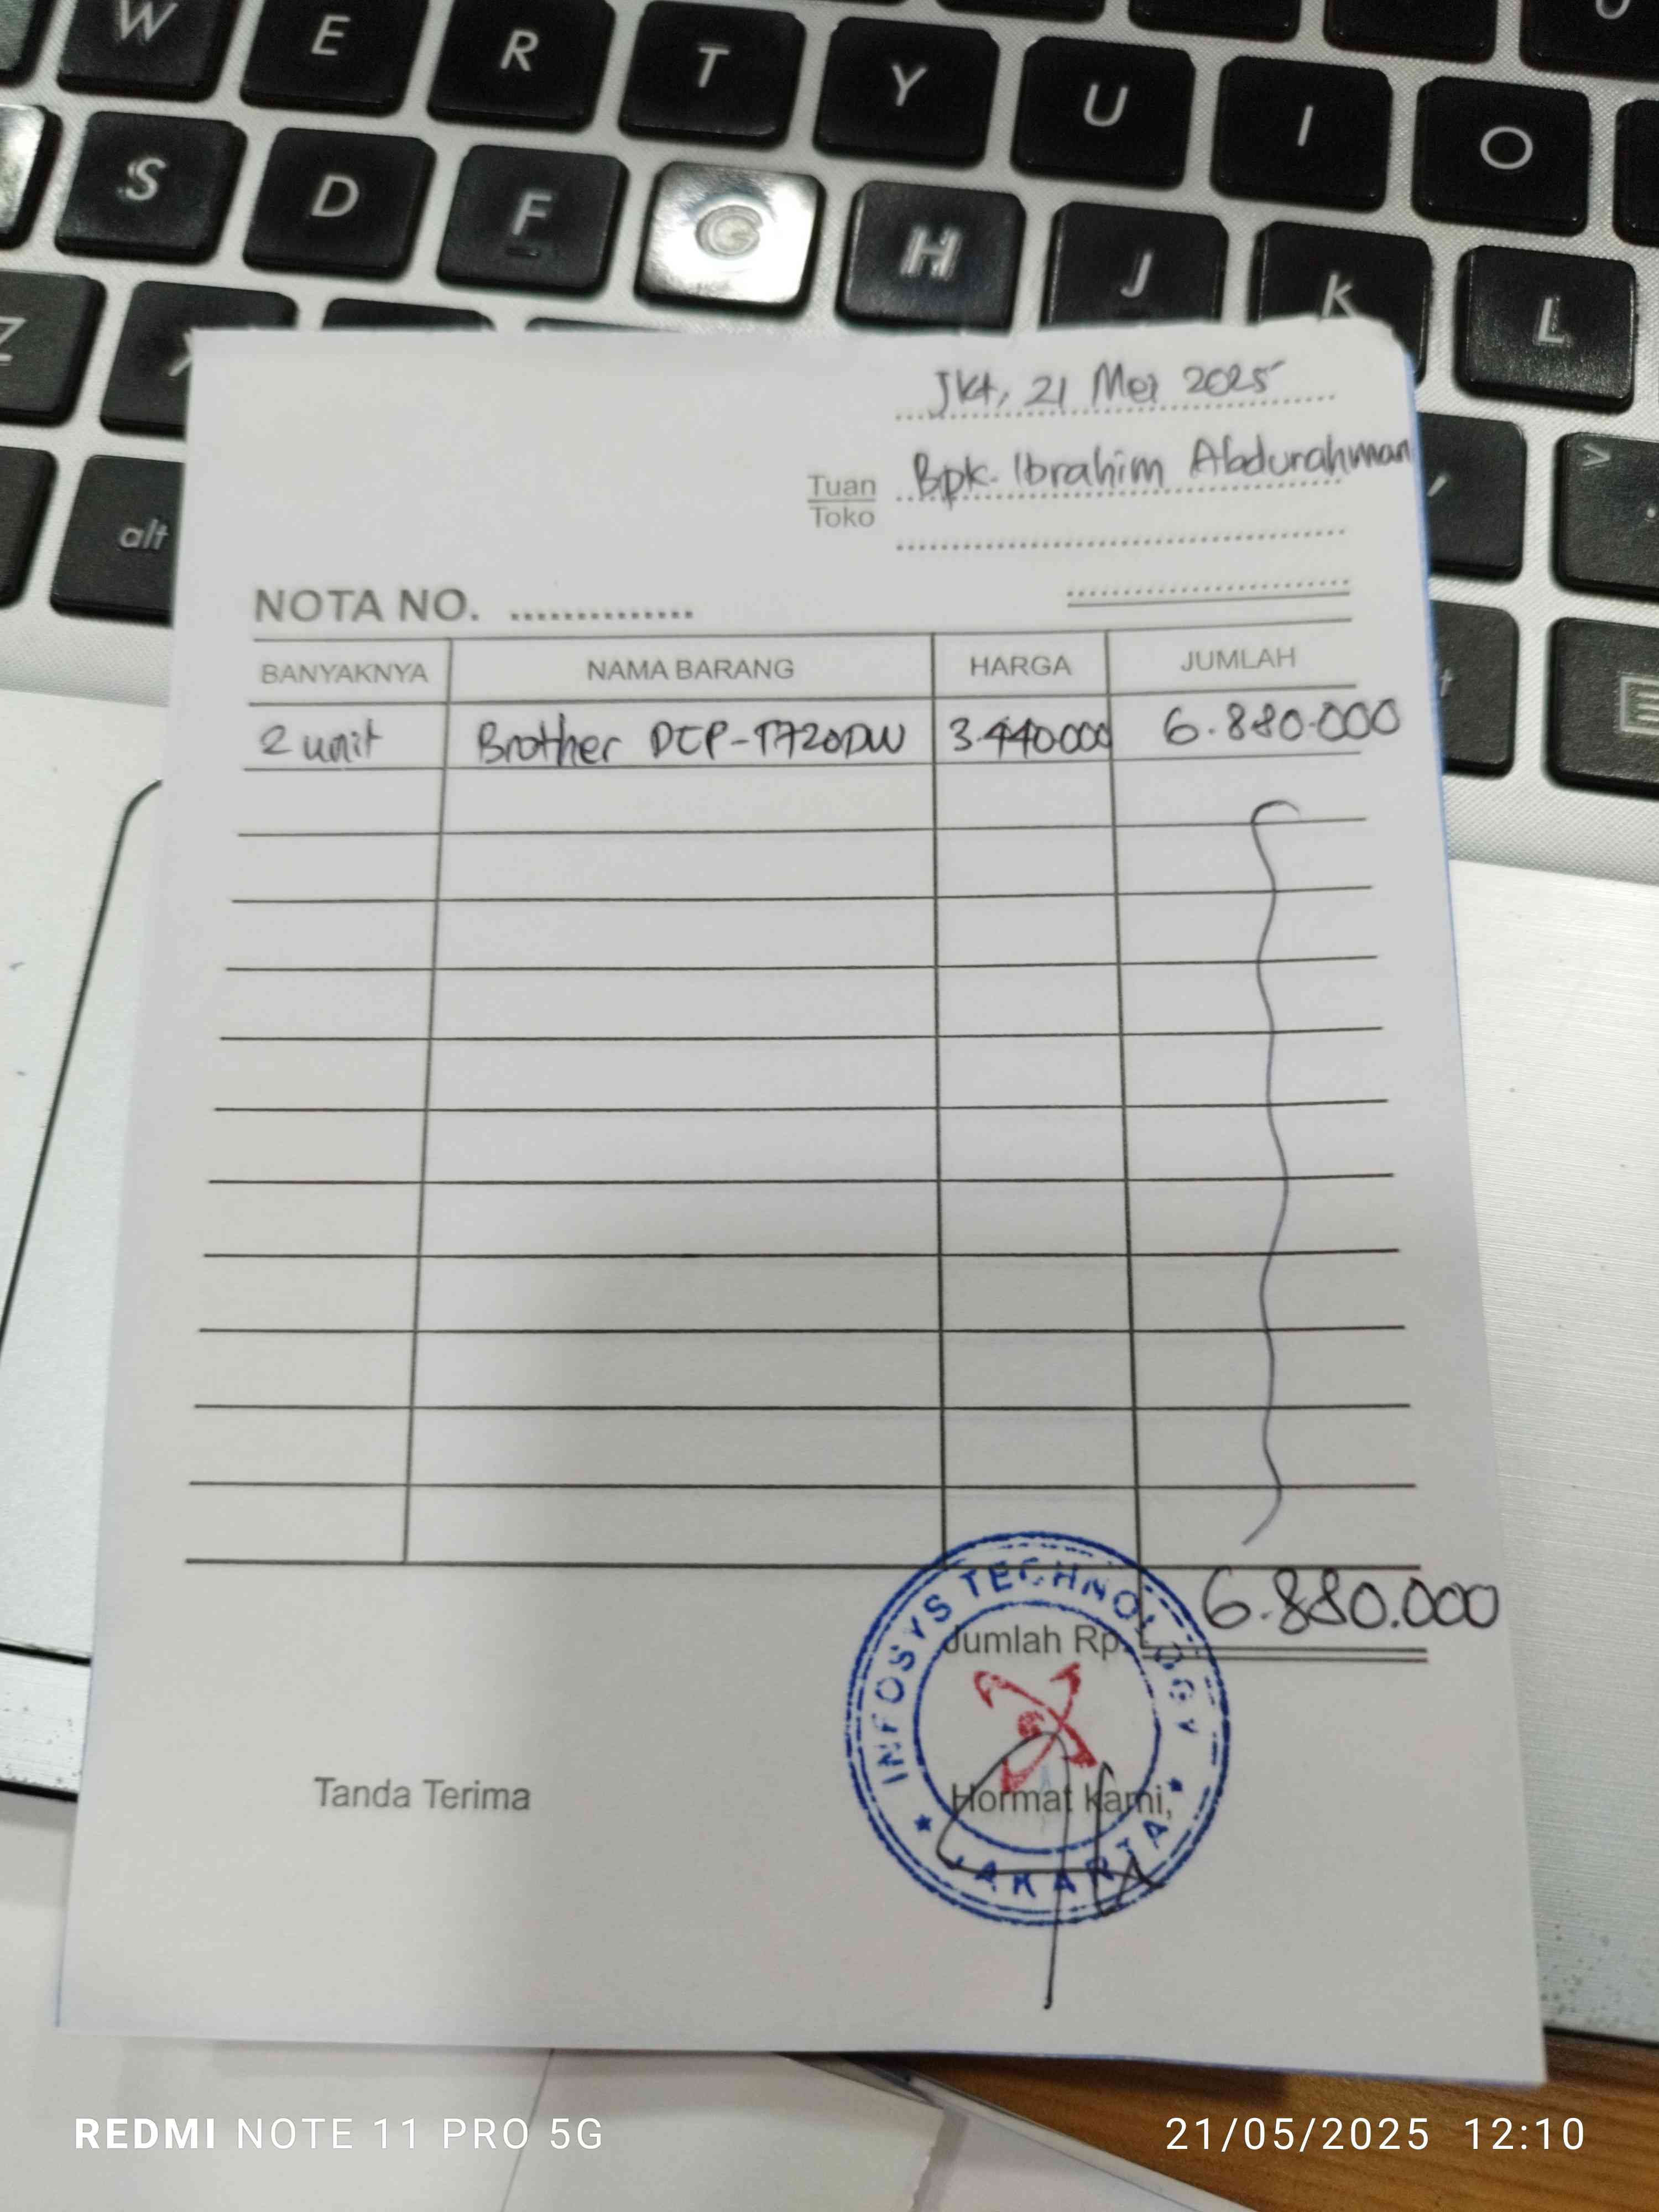 W E R T Y U I O
S D F G H J K L
Z
alt
>
Jkt, 21 Mei 2025
Tuan
Toko
Bpk. Ibrahim Abdurahman
NOTA NO. ..............
BANYAKNYA NAMA BARANG HARGA JUMLAH
2 unit Brother DCP-T720DW 3.440.000 6.880.000
6.880.000
Jumlah Rp.
INFOSYS TECHNOLOGY
JAKARTA
Tanda Terima Hormat kami,
REDMI NOTE 11 PRO 5G 21/05/2025 12:10